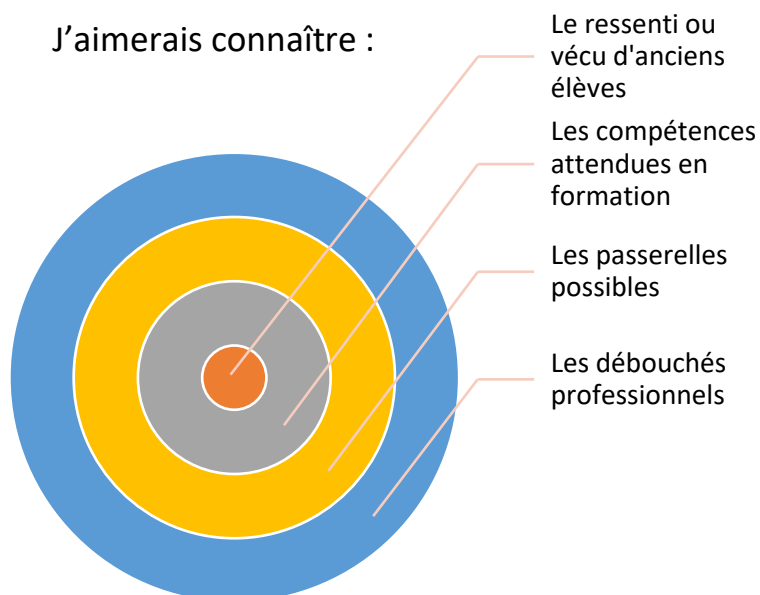 J’aimerais connaître :
Le ressenti ou
vécu d'anciens
élèves
Les compétences
attendues en
formation
Les passerelles
possibles
Les débouchés
professionnels